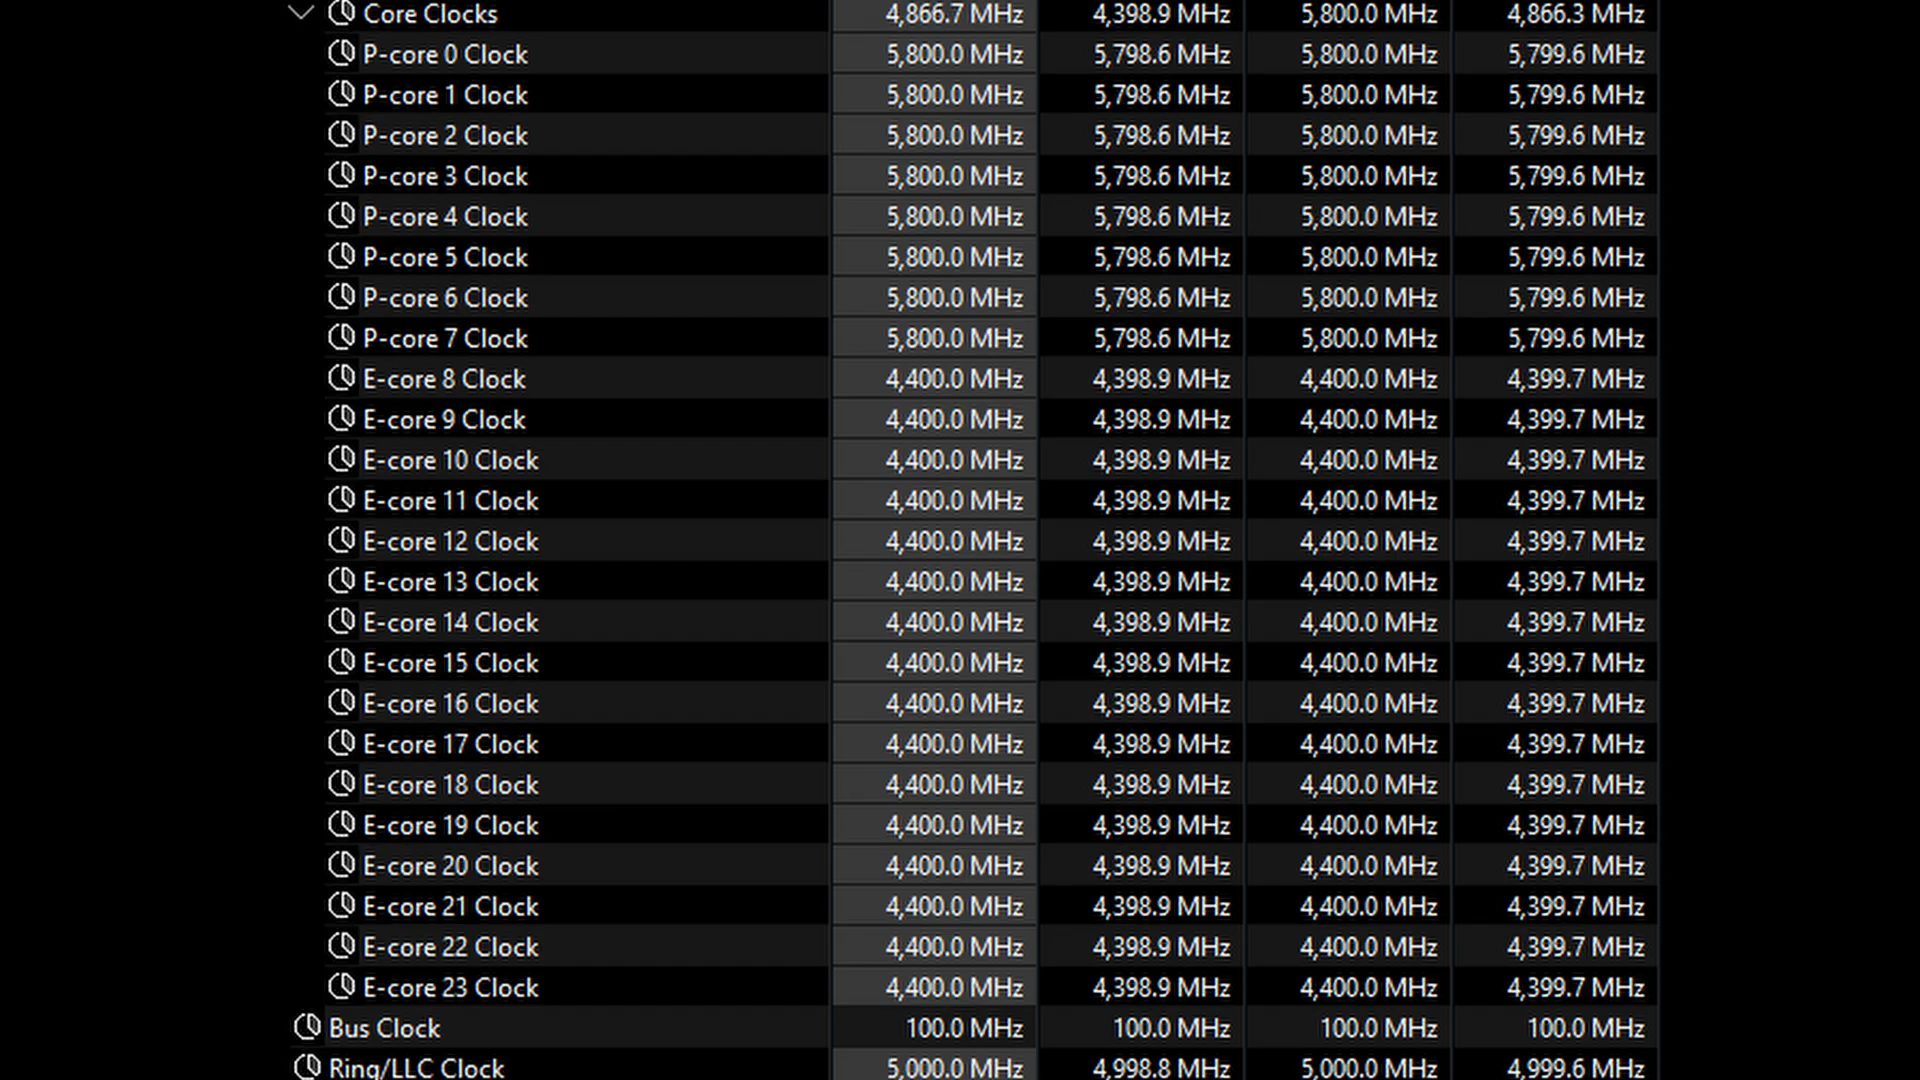 Core Clocks 4,866.7 MHz 4,398.9 MHz 5,800.0 MHz 4,866.3 MHz
P-core 0 Clock 5,800.0 MHz 5,798.6 MHz 5,800.0 MHz 5,799.6 MHz
P-core 1 Clock 5,800.0 MHz 5,798.6 MHz 5,800.0 MHz 5,799.6 MHz
P-core 2 Clock 5,800.0 MHz 5,798.6 MHz 5,800.0 MHz 5,799.6 MHz
P-core 3 Clock 5,800.0 MHz 5,798.6 MHz 5,800.0 MHz 5,799.6 MHz
P-core 4 Clock 5,800.0 MHz 5,798.6 MHz 5,800.0 MHz 5,799.6 MHz
P-core 5 Clock 5,800.0 MHz 5,798.6 MHz 5,800.0 MHz 5,799.6 MHz
P-core 6 Clock 5,800.0 MHz 5,798.6 MHz 5,800.0 MHz 5,799.6 MHz
P-core 7 Clock 5,800.0 MHz 5,798.6 MHz 5,800.0 MHz 5,799.6 MHz
E-core 8 Clock 4,400.0 MHz 4,398.9 MHz 4,400.0 MHz 4,399.7 MHz
E-core 9 Clock 4,400.0 MHz 4,398.9 MHz 4,400.0 MHz 4,399.7 MHz
E-core 10 Clock 4,400.0 MHz 4,398.9 MHz 4,400.0 MHz 4,399.7 MHz
E-core 11 Clock 4,400.0 MHz 4,398.9 MHz 4,400.0 MHz 4,399.7 MHz
E-core 12 Clock 4,400.0 MHz 4,398.9 MHz 4,400.0 MHz 4,399.7 MHz
E-core 13 Clock 4,400.0 MHz 4,398.9 MHz 4,400.0 MHz 4,399.7 MHz
E-core 14 Clock 4,400.0 MHz 4,398.9 MHz 4,400.0 MHz 4,399.7 MHz
E-core 15 Clock 4,400.0 MHz 4,398.9 MHz 4,400.0 MHz 4,399.7 MHz
E-core 16 Clock 4,400.0 MHz 4,398.9 MHz 4,400.0 MHz 4,399.7 MHz
E-core 17 Clock 4,400.0 MHz 4,398.9 MHz 4,400.0 MHz 4,399.7 MHz
E-core 18 Clock 4,400.0 MHz 4,398.9 MHz 4,400.0 MHz 4,399.7 MHz
E-core 19 Clock 4,400.0 MHz 4,398.9 MHz 4,400.0 MHz 4,399.7 MHz
E-core 20 Clock 4,400.0 MHz 4,398.9 MHz 4,400.0 MHz 4,399.7 MHz
E-core 21 Clock 4,400.0 MHz 4,398.9 MHz 4,400.0 MHz 4,399.7 MHz
E-core 22 Clock 4,400.0 MHz 4,398.9 MHz 4,400.0 MHz 4,399.7 MHz
E-core 23 Clock 4,400.0 MHz 4,398.9 MHz 4,400.0 MHz 4,399.7 MHz
Bus Clock 100.0 MHz 100.0 MHz 100.0 MHz 100.0 MHz
Ring/LLC Clock 5,000.0 MHz 4,998.8 MHz 5,000.0 MHz 4,999.6 MHz